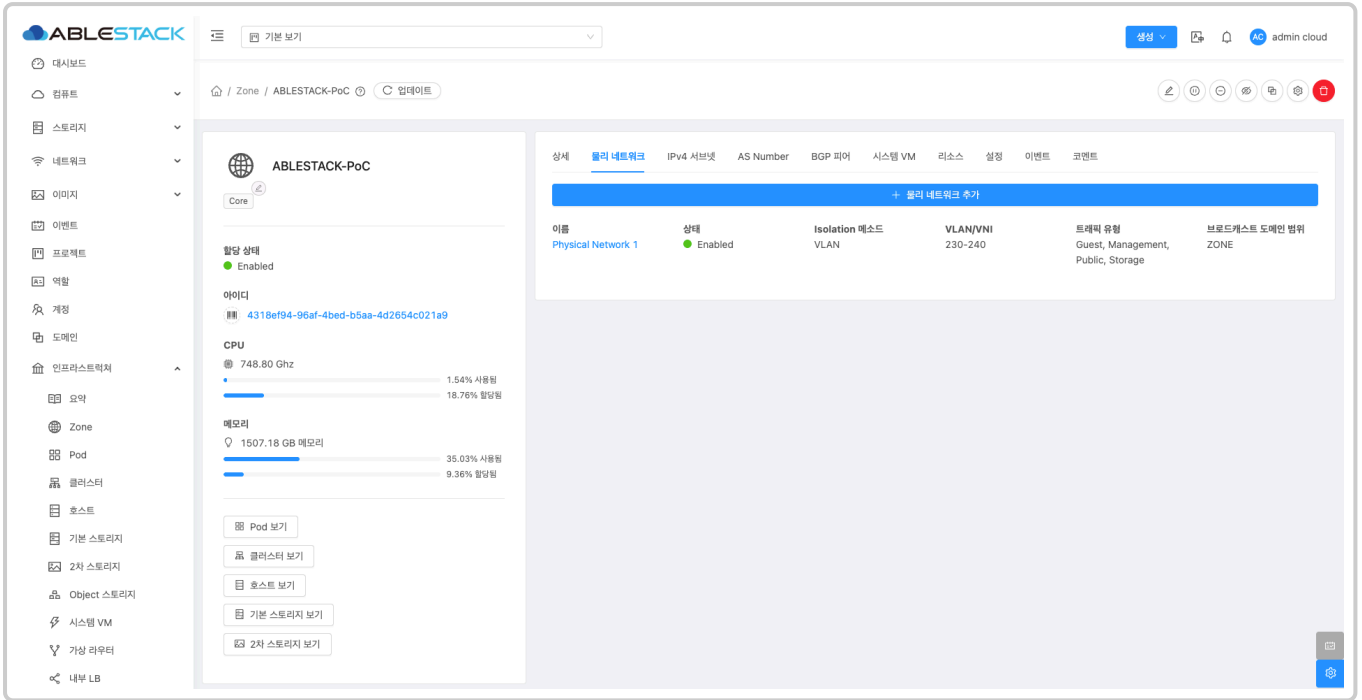 ABLESTACK
기본 보기
생성
AC
admin cloud
대시보드
컴퓨트
스토리지
네트워크
이미지
이벤트
프로젝트
역할
계정
도메인
인프라스트럭쳐
요약
Zone
Pod
클러스터
호스트
기본 스토리지
2차 스토리지
Object 스토리지
시스템 VM
가상 라우터
내부 LB
/ Zone / ABLESTACK-PoC
업데이트
ABLESTACK-PoC
Core
할당 상태
Enabled
아이디
4318ef94-96af-4bed-b5aa-4d2654c021a9
CPU
748.80 Ghz
1.54% 사용됨
18.76% 할당됨
메모리
1507.18 GB 메모리
35.03% 사용됨
9.36% 할당됨
Pod 보기
클러스터 보기
호스트 보기
기본 스토리지 보기
2차 스토리지 보기
상세 물리 네트워크 IPv4 서브넷 AS Number BGP 피어 시스템 VM 리소스 설정 이벤트 코멘트
+ 물리 네트워크 추가
이름 상태 Isolation 메소드 VLAN/VNI 트래픽 유형 브로드캐스트 도메인 범위
Physical Network 1 Enabled VLAN 230-240 Guest, Management, ZONE
Public, Storage